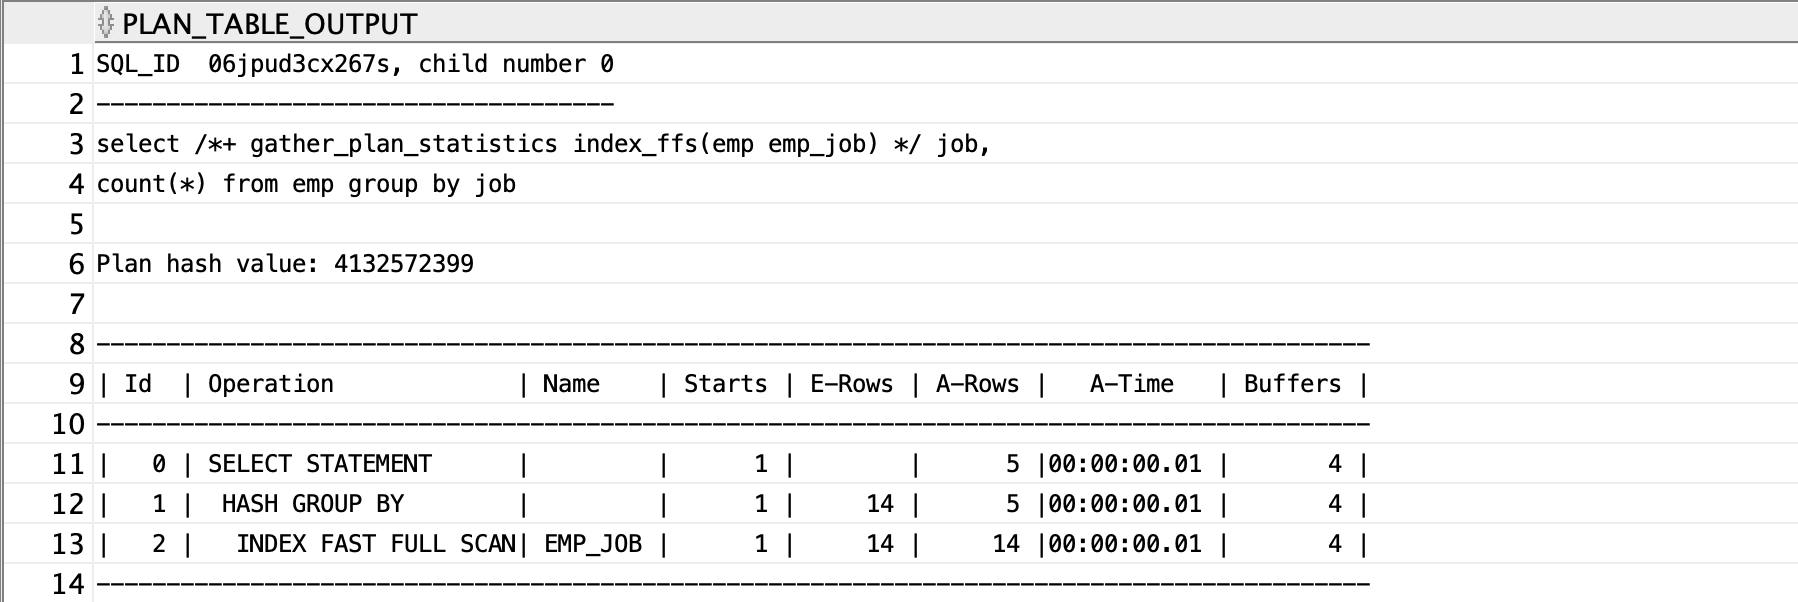 PLAN_TABLE_OUTPUT
1 SQL_ID  06jpud3cx267s, child number 0
2 -------------------------------------
3 select /*+ gather_plan_statistics index_ffs(emp emp_job) */ job,
4 count(*) from emp group by job
5
6 Plan hash value: 4132572399
7
8 -------------------------------------------------------------------------------------------
9 | Id  | Operation             | Name    | Starts | E-Rows | A-Rows |   A-Time   | Buffers |
10 -------------------------------------------------------------------------------------------
11 |   0 | SELECT STATEMENT      |         |      1 |        |      5 |00:00:00.01 |       4 |
12 |   1 |  HASH GROUP BY        |         |      1 |     14 |      5 |00:00:00.01 |       4 |
13 |   2 |   INDEX FAST FULL SCAN| EMP_JOB |      1 |     14 |     14 |00:00:00.01 |       4 |
14 -------------------------------------------------------------------------------------------